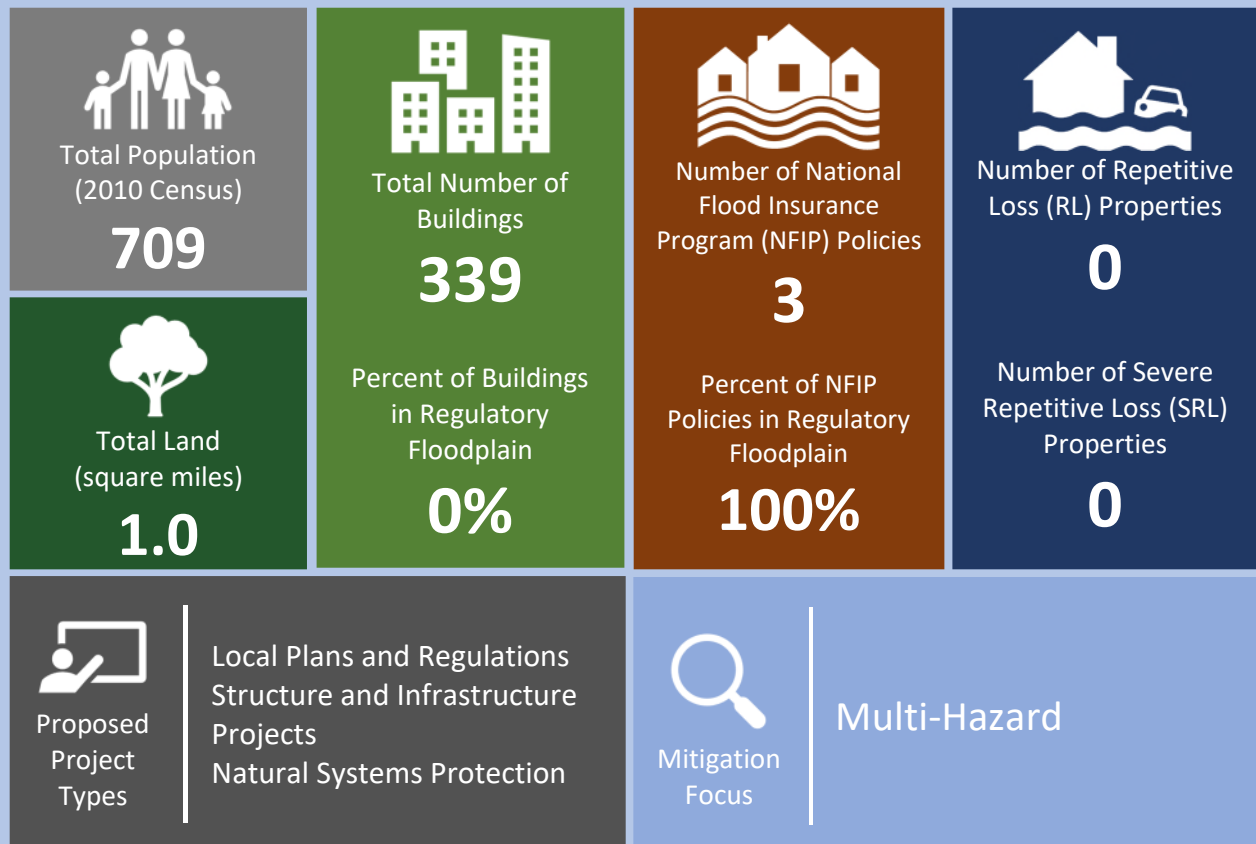 Total Population
(2010 Census)
709
Total Land
(square miles)
1.0
Total Number of
Buildings
339
Percent of Buildings
in Regulatory
Floodplain
0%
Number of National
Flood Insurance
Program (NFIP) Policies
3
Percent of NFIP
Policies in Regulatory
Floodplain
100%
Number of Repetitive
Loss (RL) Properties
0
Number of Severe
Repetitive Loss (SRL)
Properties
0
Proposed
Project
Types
Local Plans and Regulations
Structure and Infrastructure
Projects
Natural Systems Protection
Mitigation
Focus
Multi-Hazard